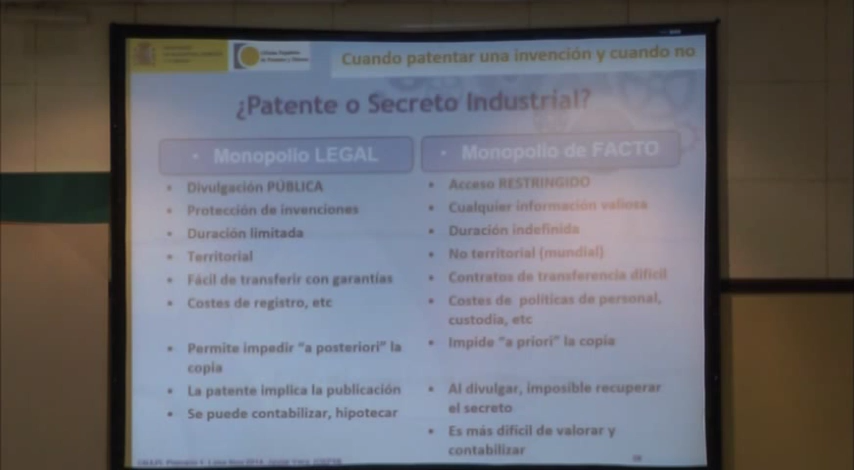 Cuando patentar una invención y cuando no
¿Patente o Secreto Industrial?
• Monopolio LEGAL
• Divulgación PÚBLICA
• Protección de invenciones
• Duración limitada
• Territorial
• Fácil de transferir con garantías
• Costes de registro, etc
• Permite impedir "a posteriori" la
copia
• La patente implica la publicación
• Se puede contabilizar, hipotecar
• Monopolio de FACTO
• Acceso RESTRINGIDO
• Cualquier información valiosa
• Duración indefinida
• No territorial (mundial)
• Contratos de transferencia difícil
• Costes de políticas de personal,
custodia, etc
• Impide "a priori" la copia
• Al divulgar, imposible recuperar
el secreto
• Es más difícil de valorar y
contabilizar